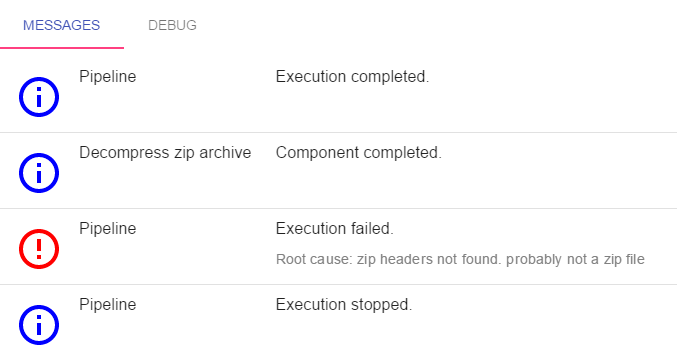 MESSAGES DEBUG
Pipeline Execution completed.
Decompress zip archive Component completed.
Pipeline Execution failed.
Root cause: zip headers not found. probably not a zip file
Pipeline Execution stopped.